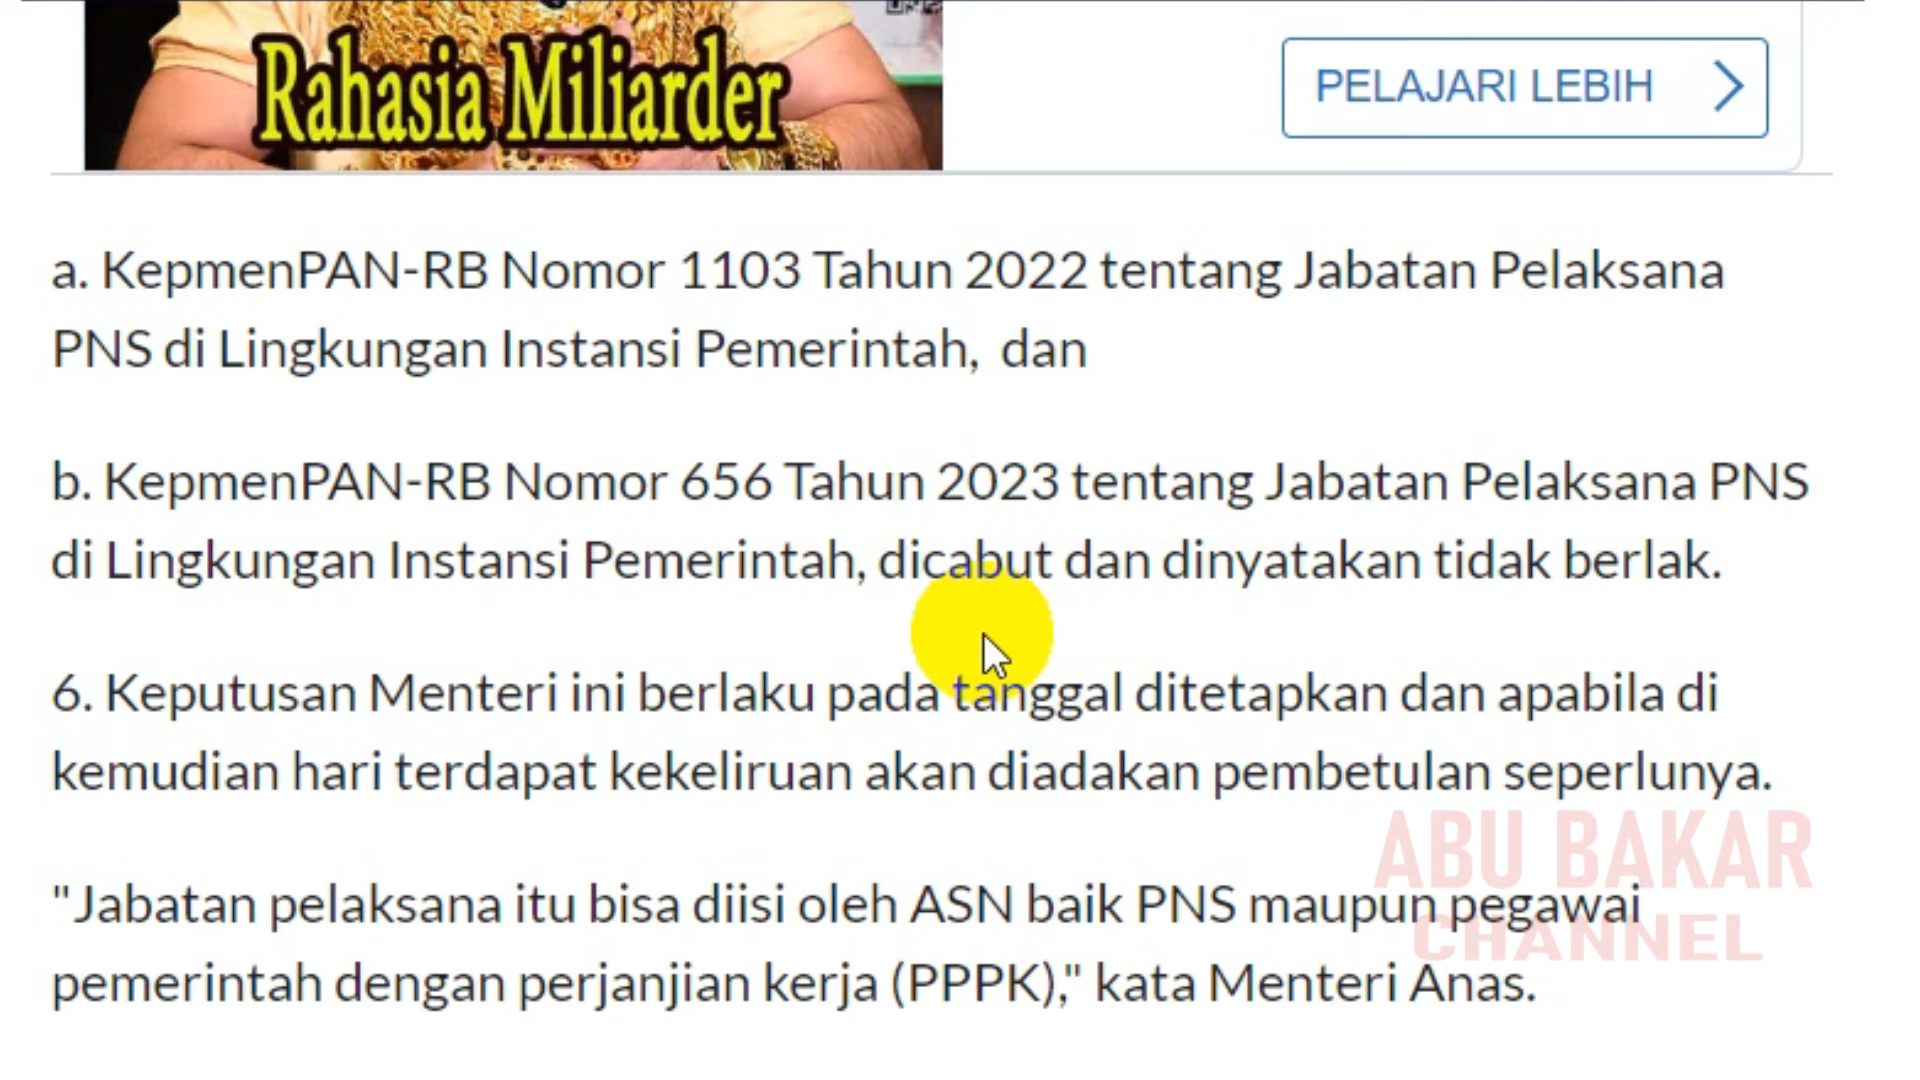 Rahasia Miliarder
PELAJARI LEBIH
a. KepmenPAN-RB Nomor 1103 Tahun 2022 tentang Jabatan Pelaksana
PNS di Lingkungan Instansi Pemerintah, dan
b. KepmenPAN-RB Nomor 656 Tahun 2023 tentang Jabatan Pelaksana PNS
di Lingkungan Instansi Pemerintah, dicabut dan dinyatakan tidak berlak.
6. Keputusan Menteri ini berlaku pada tanggal ditetapkan dan apabila di
kemudian hari terdapat kekeliruan akan diadakan pembetulan seperlunya.
ABU BAKAR
CHANNEL
"Jabatan pelaksana itu bisa diisi oleh ASN baik PNS maupun pegawai
pemerintah dengan perjanjian kerja (PPPK)," kata Menteri Anas.